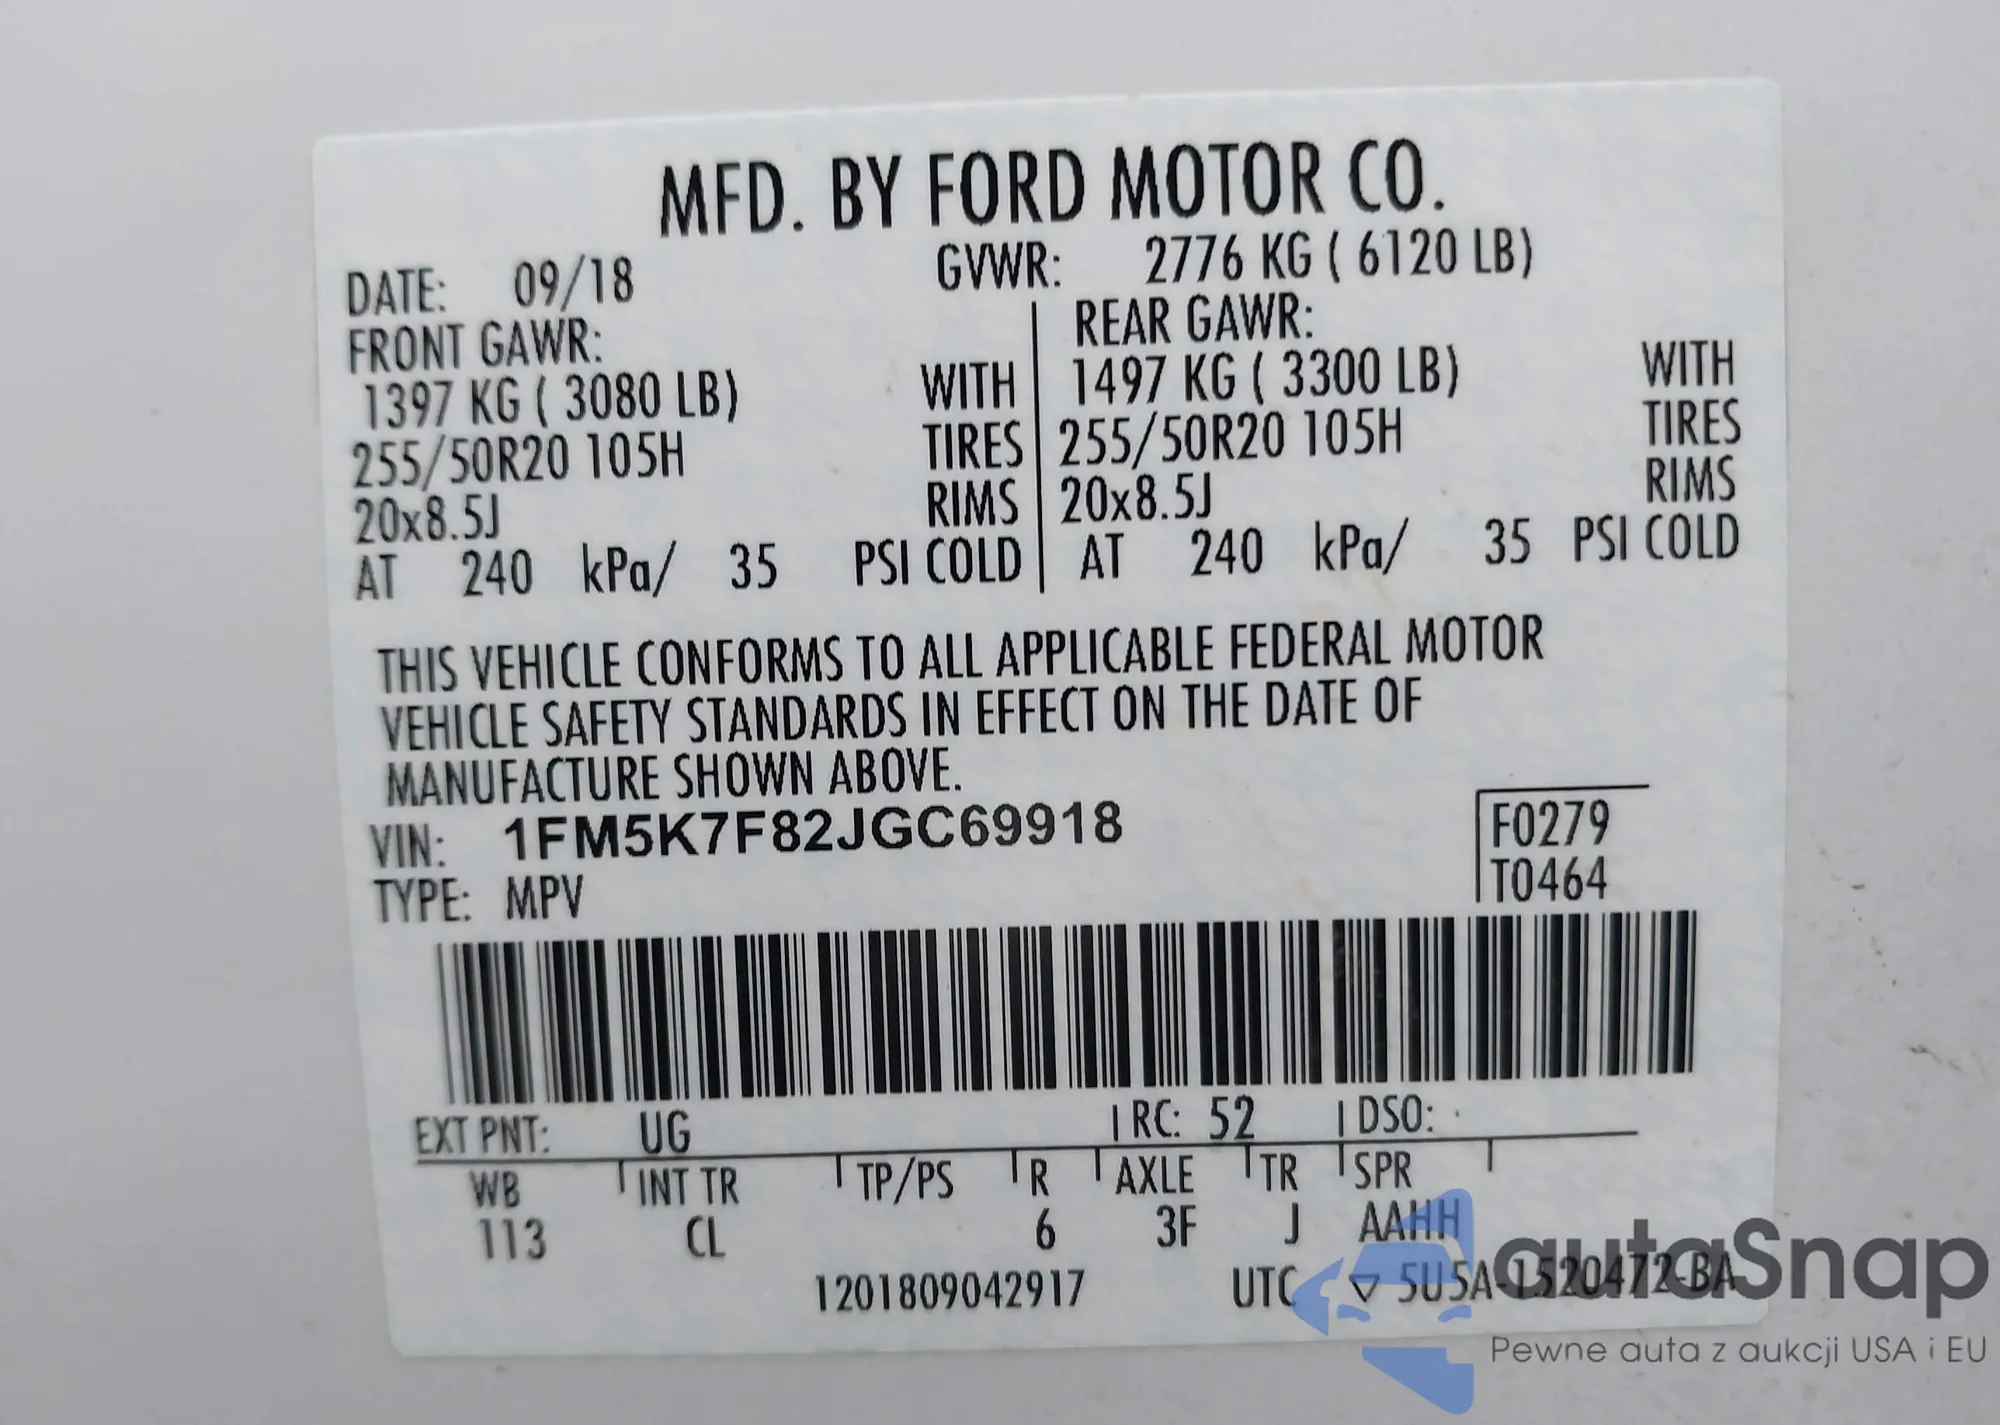 MFD. BY FORD MOTOR CO.
DATE: 09/18 GVWR: 2776 KG ( 6120 LB)
FRONT GAWR: REAR GAWR:
1397 KG ( 3080 LB) WITH 1497 KG ( 3300 LB) WITH
255/50R20 105H TIRES 255/50R20 105H TIRES
20x8.5J RIMS 20x8.5J RIMS
AT 240 kPa/ 35 PSI COLD AT 240 kPa/ 35 PSI COLD
THIS VEHICLE CONFORMS TO ALL APPLICABLE FEDERAL MOTOR
VEHICLE SAFETY STANDARDS IN EFFECT ON THE DATE OF
MANUFACTURE SHOWN ABOVE.
VIN: 1FM5K7F82JGC69918 F0279
TYPE: MPV T0464
EXT PNT: UG RC: 52 DSO:
WB INT TR TP/PS R AXLE TR SPR
113 CL 6 3F J AAHH
1201809042917 UTC ▽ 5U5A-1520472-BA
autaSnap
Pewne auta z aukcji USA i EU